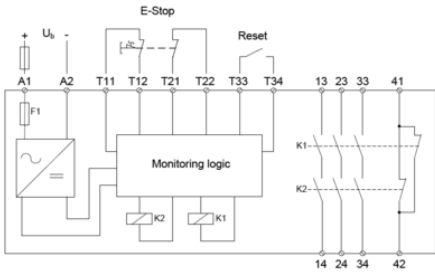 E-Stop
+ Ub -
Reset
A1 A2 T11 T12 T21 T22 T33 T34 13 23 33 41
F1
K1
Monitoring logic
K2
K2 K1
14 24 34 42